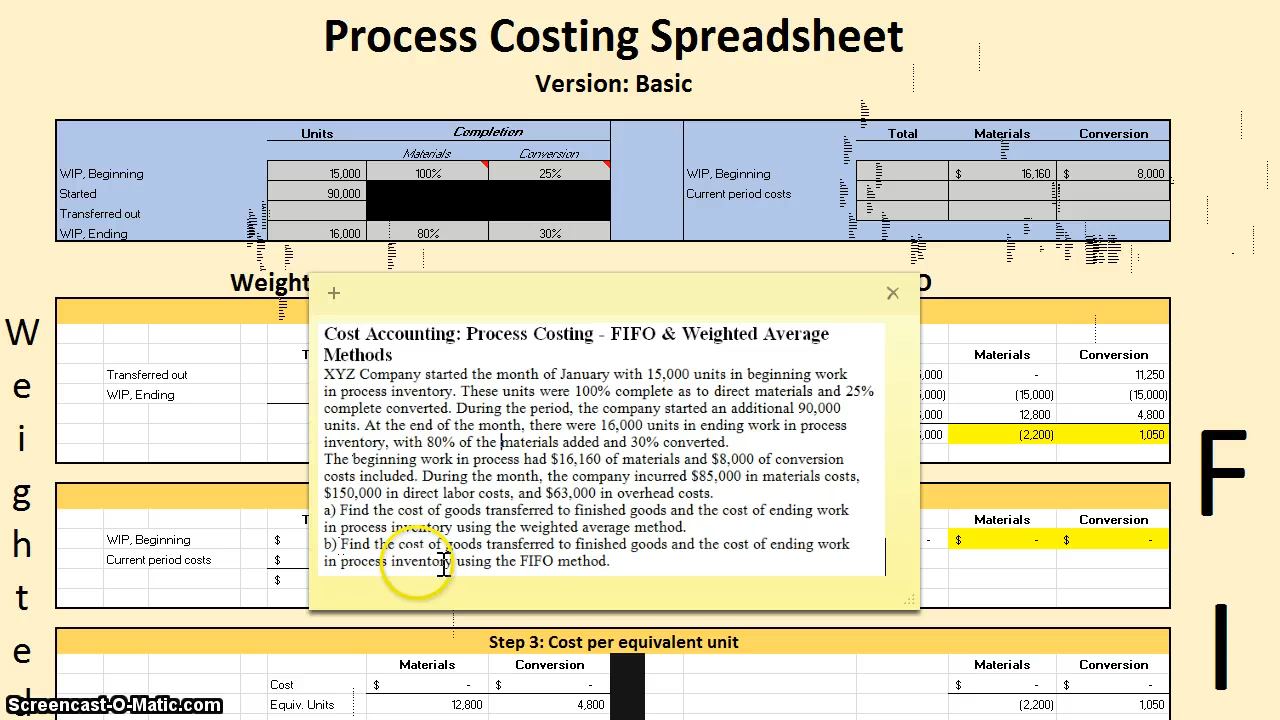 Process Costing Spreadsheet
Version: Basic
Units Completion Total Materials Conversion
Materials Conversion
WIP, Beginning 15,000 100% 25% WIP, Beginning $ 16,160 $ 8,000
Started 90,000 Current period costs
Transferred out
WIP, Ending 16,000 80% 30%
Weight O
+ ×
Cost Accounting: Process Costing - FIFO & Weighted Average
Methods
XYZ Company started the month of January with 15,000 units in beginning work
in process inventory. These units were 100% complete as to direct materials and 25%
complete converted. During the period, the company started an additional 90,000
units. At the end of the month, there were 16,000 units in ending work in process
inventory, with 80% of the materials added and 30% converted.
The beginning work in process had $16,160 of materials and $8,000 of conversion
costs included. During the month, the company incurred $85,000 in materials costs,
$150,000 in direct labor costs, and $63,000 in overhead costs.
a) Find the cost of goods transferred to finished goods and the cost of ending work
in process inventory using the weighted average method.
b) Find the cost of goods transferred to finished goods and the cost of ending work
in process inventory using the FIFO method.
T Materials Conversion
Transferred out ,000 - 11,250
WIP, Ending ,000) (15,000) (15,000)
,000 12,800 4,800
,000 (2,200) 1,050
T Materials Conversion
WIP, Beginning $ - $ - $ -
Current period costs $
$
Step 3: Cost per equivalent unit
Materials Conversion Materials Conversion
Cost $ - $ - $ - $ -
Equiv. Units 12,800 4,800 (2,200) 1,050
W
e
i
g
h
t
e
d
F
I
Screencast-O-Matic.com